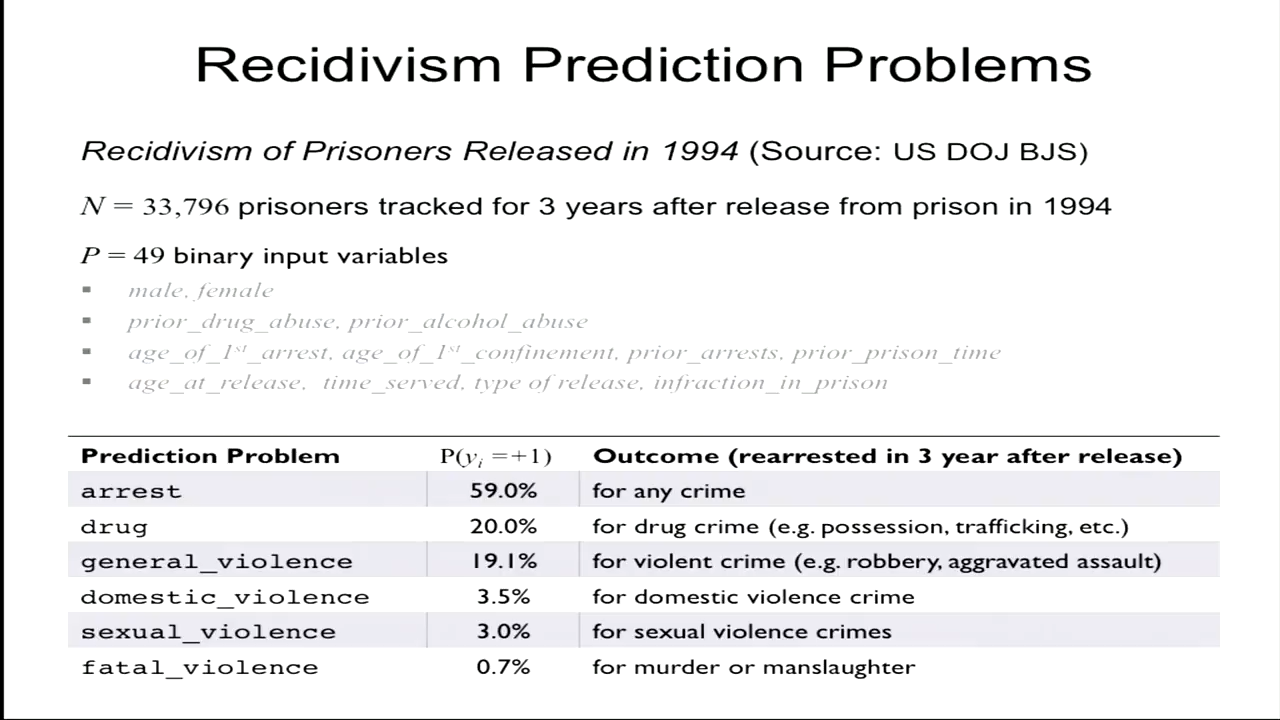 Recidivism Prediction Problems
Recidivism of Prisoners Released in 1994 (Source: US DOJ BJS)
N = 33,796 prisoners tracked for 3 years after release from prison in 1994
P = 49 binary input variables
▪ male, female
▪ prior_drug_abuse, prior_alcohol_abuse
▪ age_of_1st_arrest, age_of_1st_confinement, prior_arrests, prior_prison_time
▪ age_at_release, time_served, type of release, infraction_in_prison
Prediction Problem P(yi =+1) Outcome (rearrested in 3 year after release)
arrest 59.0% for any crime
drug 20.0% for drug crime (e.g. possession, trafficking, etc.)
general_violence 19.1% for violent crime (e.g. robbery, aggravated assault)
domestic_violence 3.5% for domestic violence crime
sexual_violence 3.0% for sexual violence crimes
fatal_violence 0.7% for murder or manslaughter